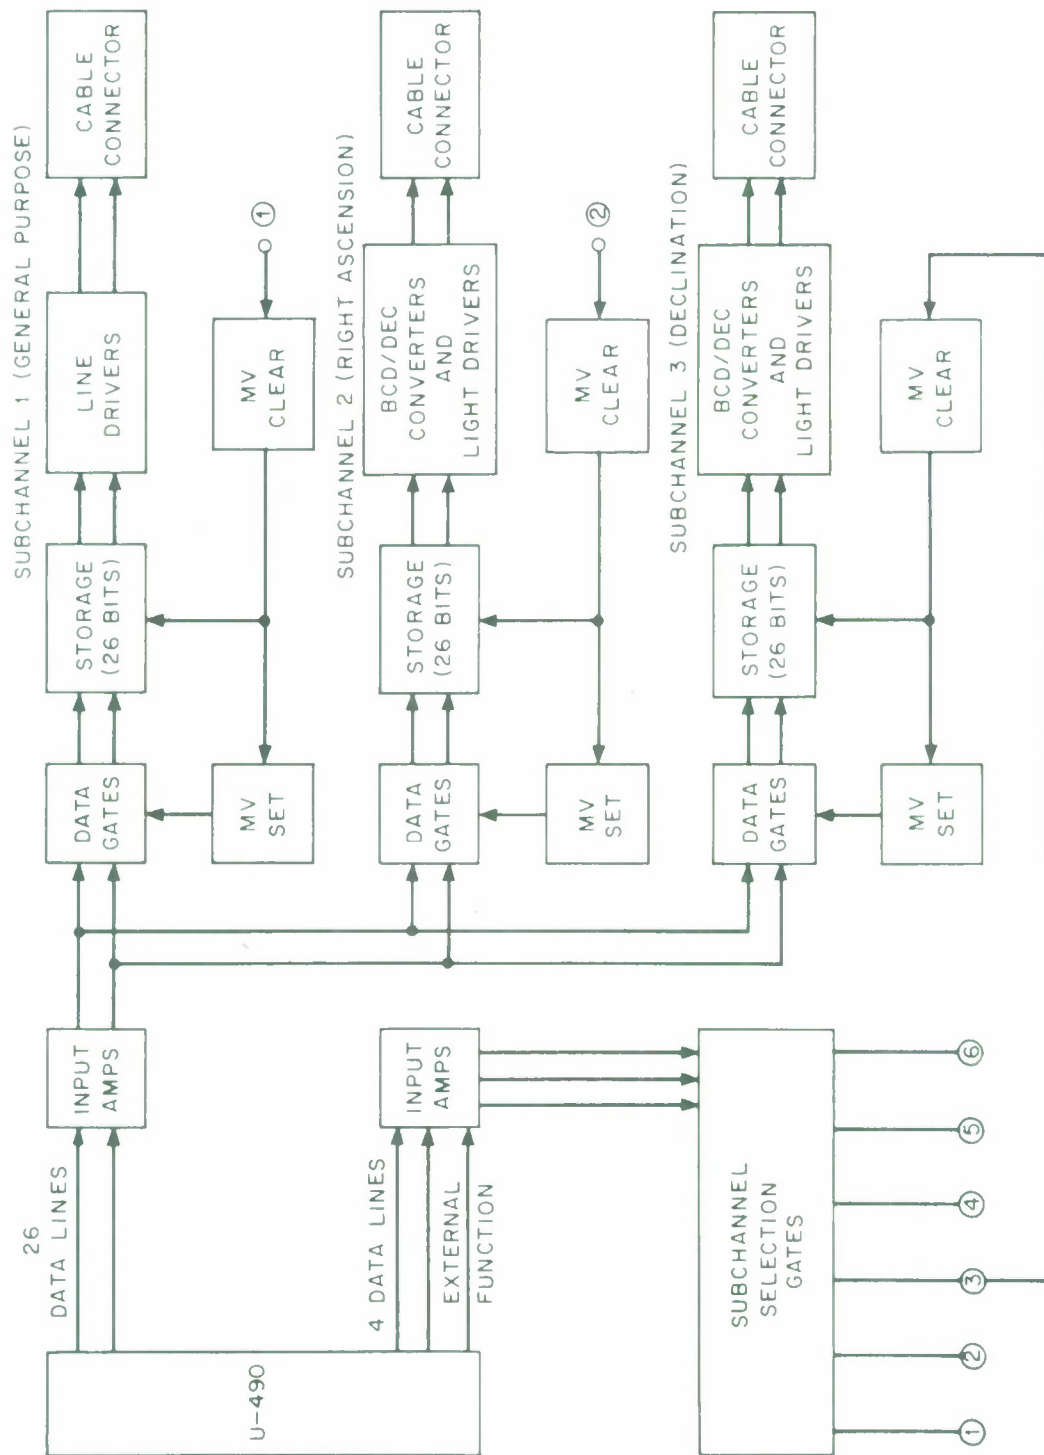 SUBCHANNEL 1 (GENERAL PURPOSE)
26
DATA LINES
INPUT
AMPS
DATA
GATES
STORAGE
(26 BITS)
LINE
DRIVERS
CABLE
CONNECTOR
MV
SET
MV
CLEAR
1
U-490
SUBCHANNEL 2 (RIGHT ASCENSION)
4 DATA LINES
EXTERNAL
FUNCTION
INPUT
AMPS
DATA
GATES
STORAGE
(26 BITS)
BCD/DEC
CONVERTERS
AND
LIGHT DRIVERS
CABLE
CONNECTOR
MV
SET
MV
CLEAR
2
SUBCHANNEL 3 (DECLINATION)
SUBCHANNEL
SELECTION
GATES
DATA
GATES
STORAGE
(26 BITS)
BCD/DEC
CONVERTERS
AND
LIGHT DRIVERS
CABLE
CONNECTOR
MV
SET
MV
CLEAR
1 2 3 4 5 6